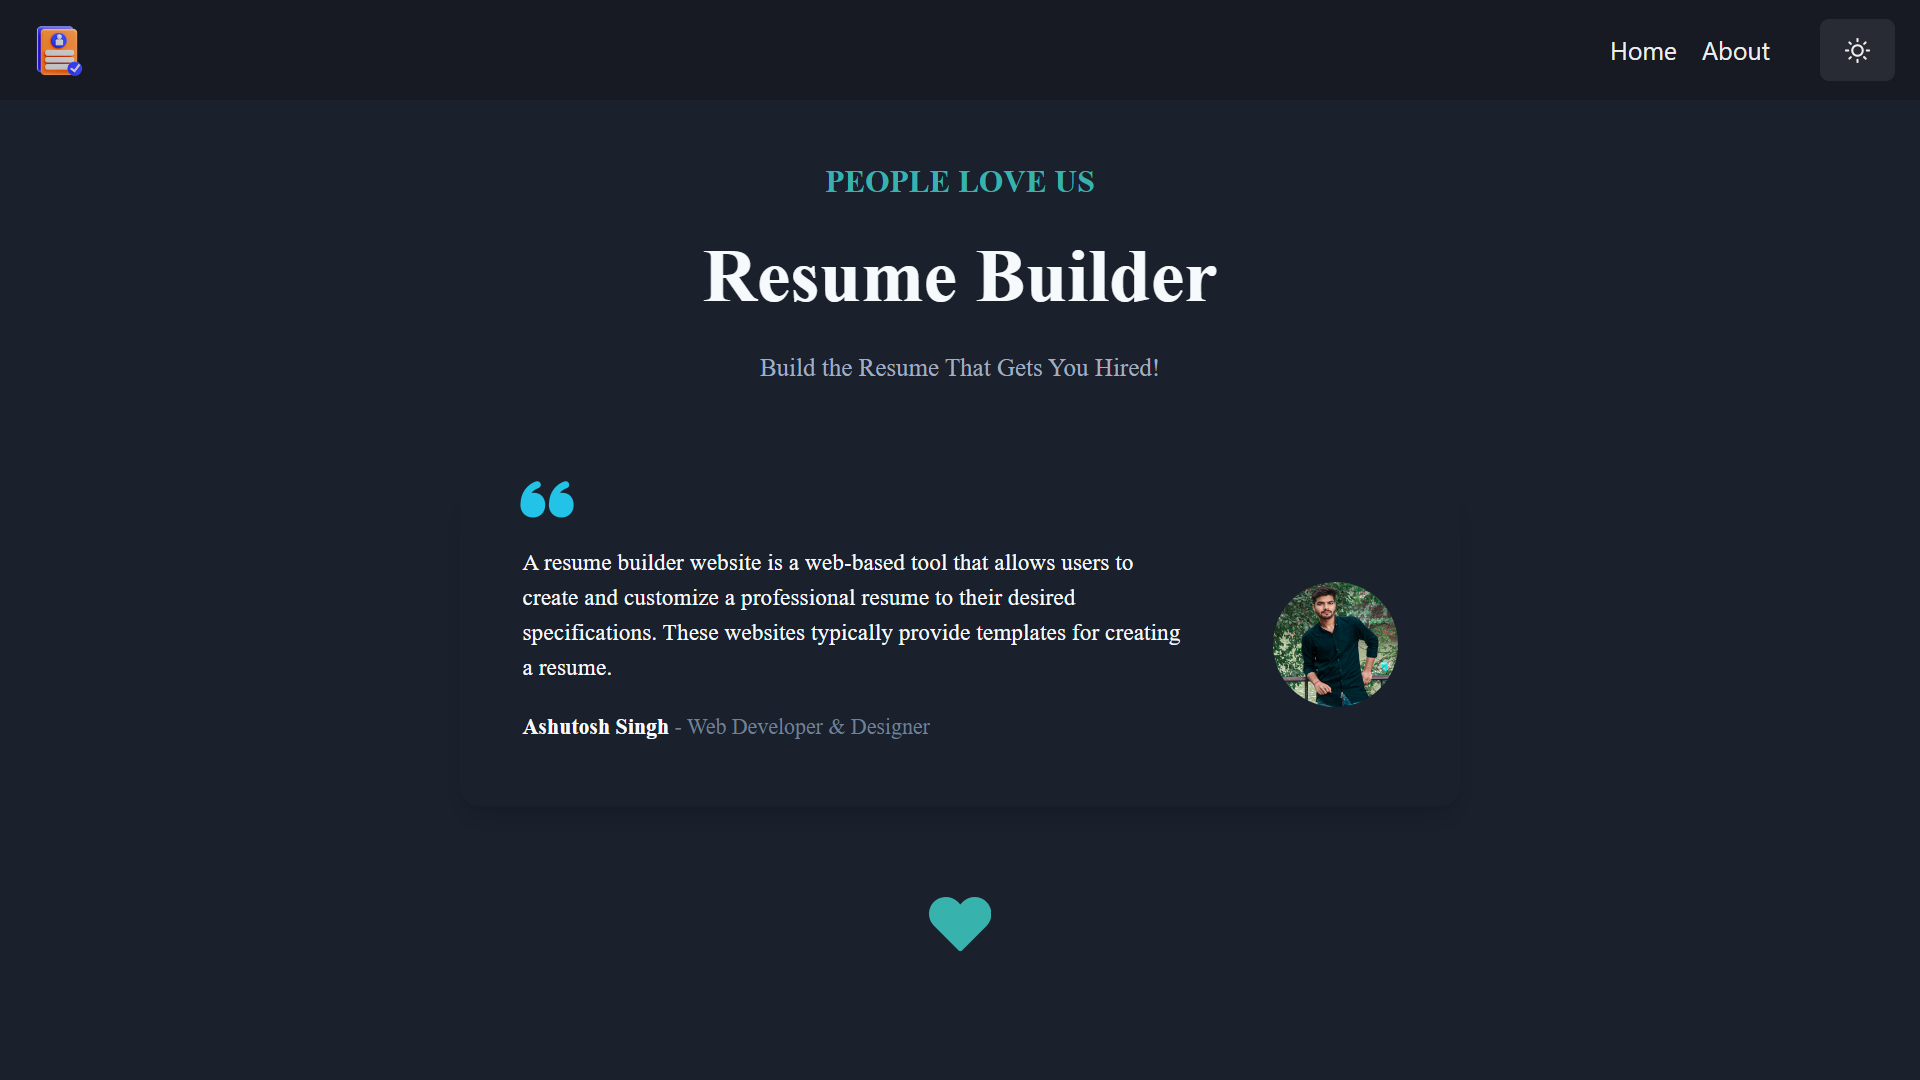 Home About
PEOPLE LOVE US
Resume Builder
Build the Resume That Gets You Hired!
A resume builder website is a web-based tool that allows users to
create and customize a professional resume to their desired
specifications. These websites typically provide templates for creating
a resume.
Ashutosh Singh - Web Developer & Designer